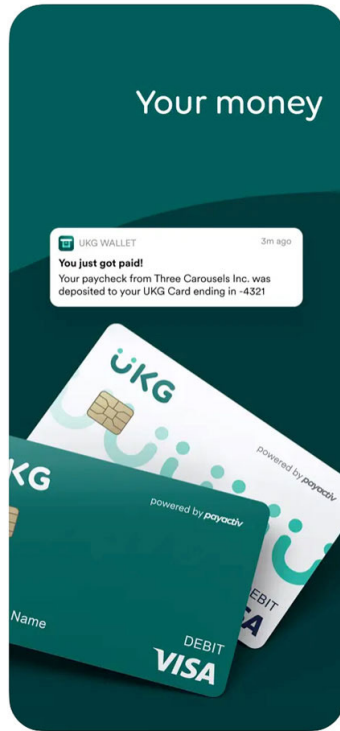 Your money
UKG WALLET
3m ago
You just got paid!
Your paycheck from Three Carousels Inc. was
deposited to your UKG Card ending in -4321
UKG
powered by payactiv
DEBIT
SA
KG
powered by payactiv
Name
DEBIT
VISA